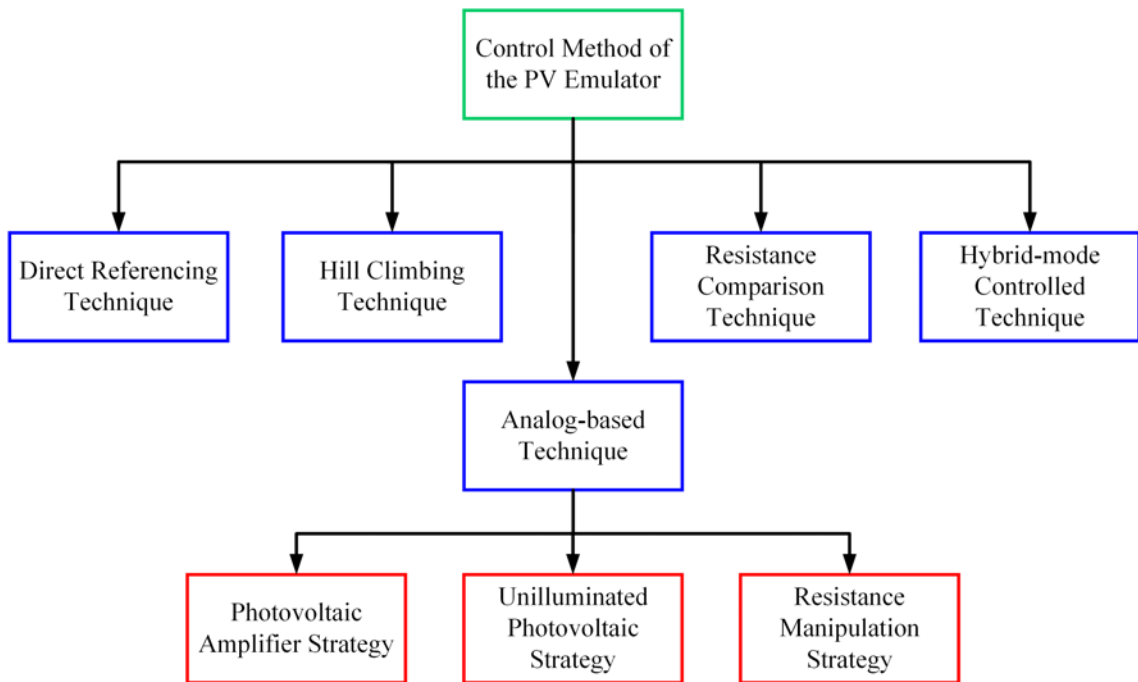 Control Method of
the PV Emulator
Direct Referencing
Technique
Hill Climbing
Technique
Resistance
Comparison
Technique
Hybrid-mode
Controlled
Technique
Analog-based
Technique
Photovoltaic
Amplifier Strategy
Unilluminated
Photovoltaic
Strategy
Resistance
Manipulation
Strategy